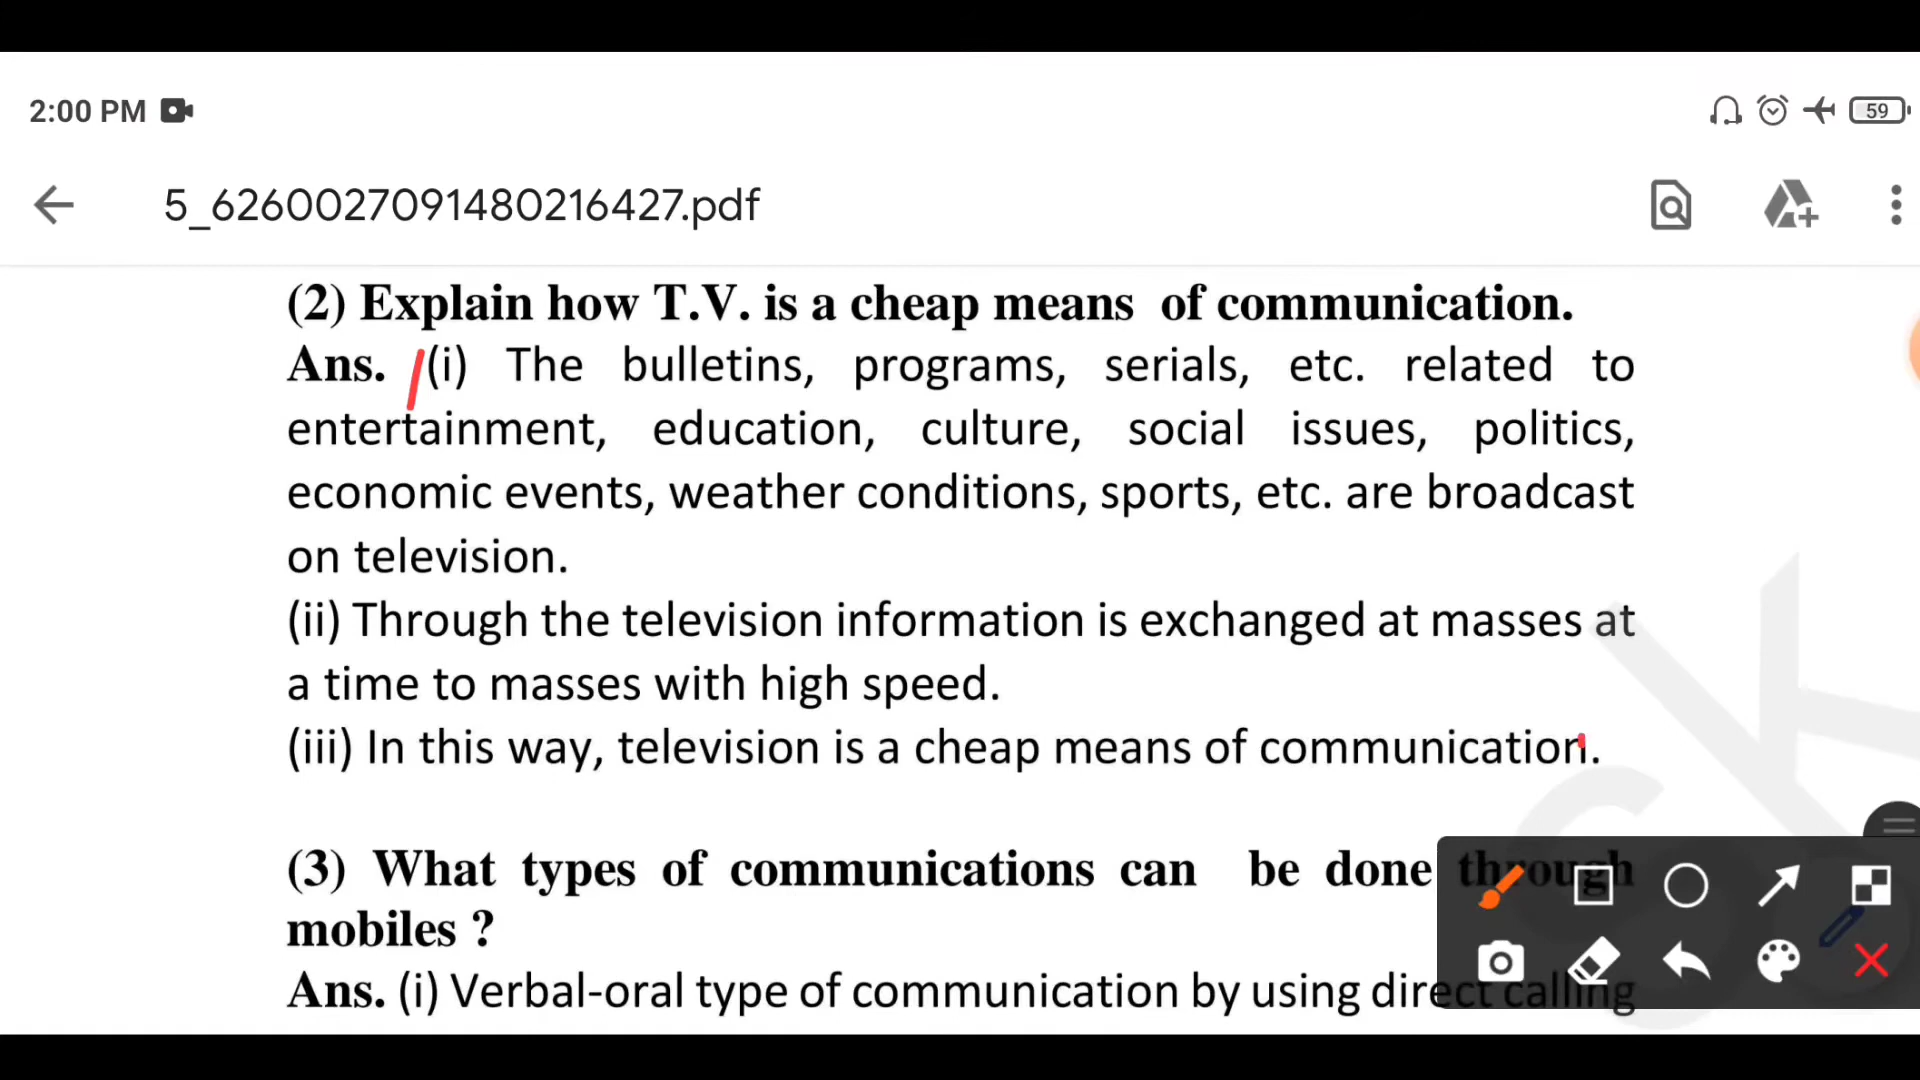 2:00 PM
59
5_6260027091480216427.pdf
(2) Explain how T.V. is a cheap means of communication.
Ans. (i) The bulletins, programs, serials, etc. related to
entertainment, education, culture, social issues, politics,
economic events, weather conditions, sports, etc. are broadcast
on television.
(ii) Through the television information is exchanged at masses at
a time to masses with high speed.
(iii) In this way, television is a cheap means of communication.
(3) What types of communications can be done through
mobiles ?
Ans. (i) Verbal-oral type of communication by using direct calling